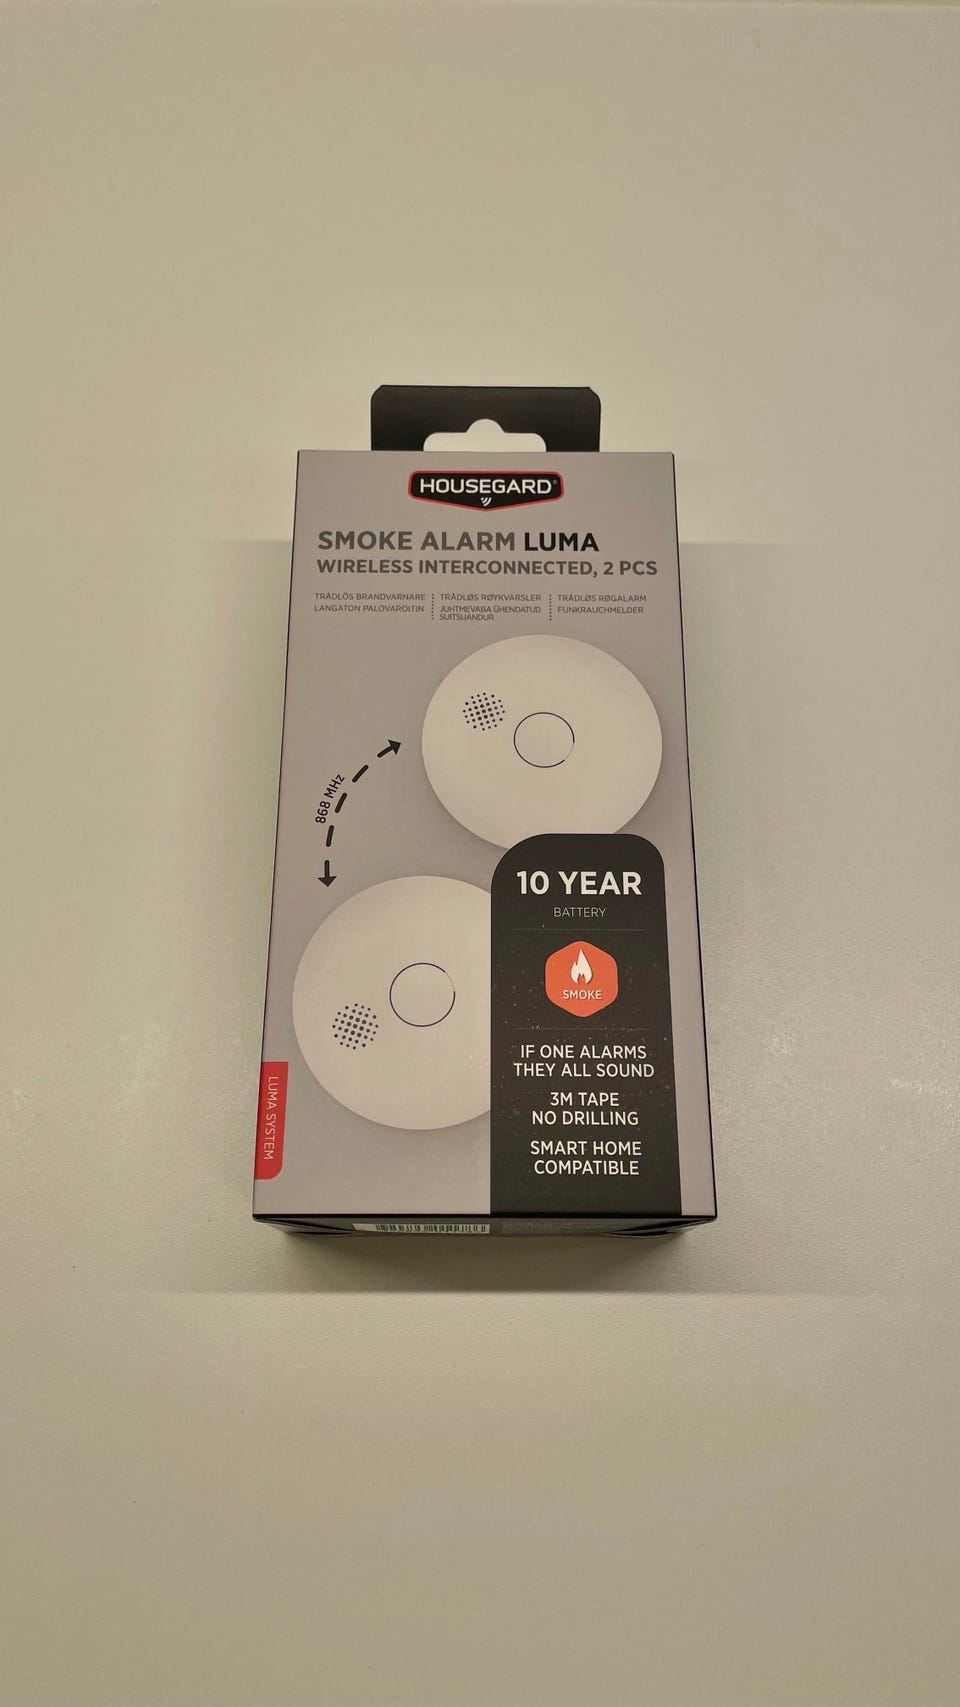 HOUSEGARD®
SMOKE ALARM LUMA
WIRELESS INTERCONNECTED, 2 PCS
TRÅDLÖS BRANDVARNARE
LANGATON PALOVAROITIN
TRÅDLØS RØYKVARSLER
JUHTMEVABA ÜHENDATUD
SUITSUANDUR
TRÅDLØS RØGALARM
FUNKRAUCHMELDER
868 MHz
10 YEAR
BATTERY
SMOKE
IF ONE ALARMS
THEY ALL SOUND
3M TAPE
NO DRILLING
SMART HOME
COMPATIBLE
LUMA SYSTEM